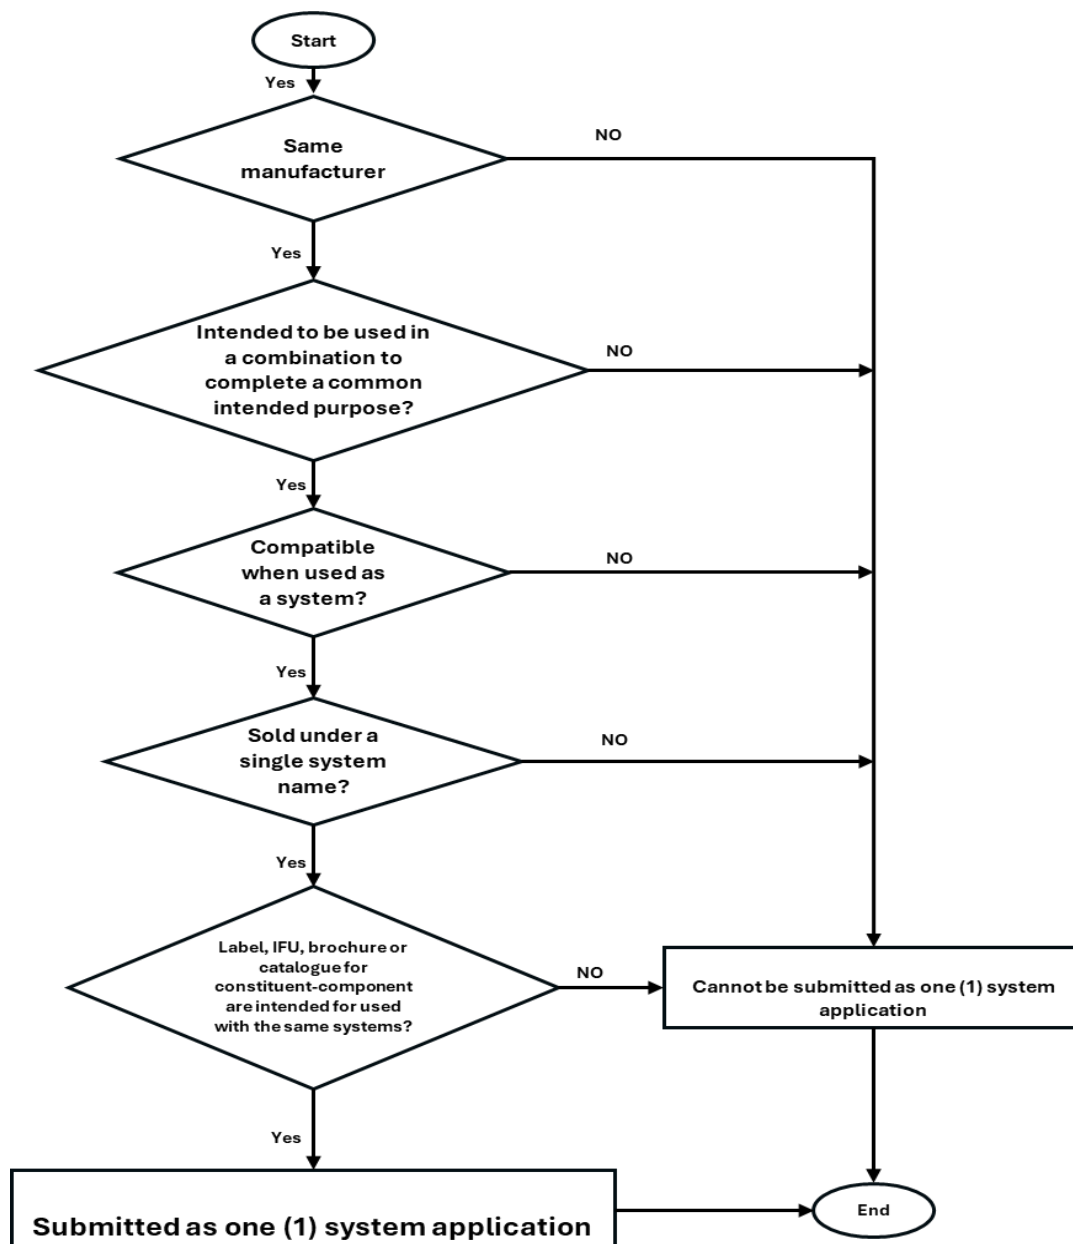 Start
Yes
Same
manufacturer
NO
Yes
Intended to be used in
a combination to
complete a common
intended purpose?
NO
Yes
Compatible
when used as
a system?
NO
Yes
Sold under a
single system
name?
NO
Yes
Label, IFU, brochure or
catalogue for
constituent-component
are intended for used
with the same systems?
NO
Cannot be submitted as one (1) system
application
Yes
Submitted as one (1) system application
End